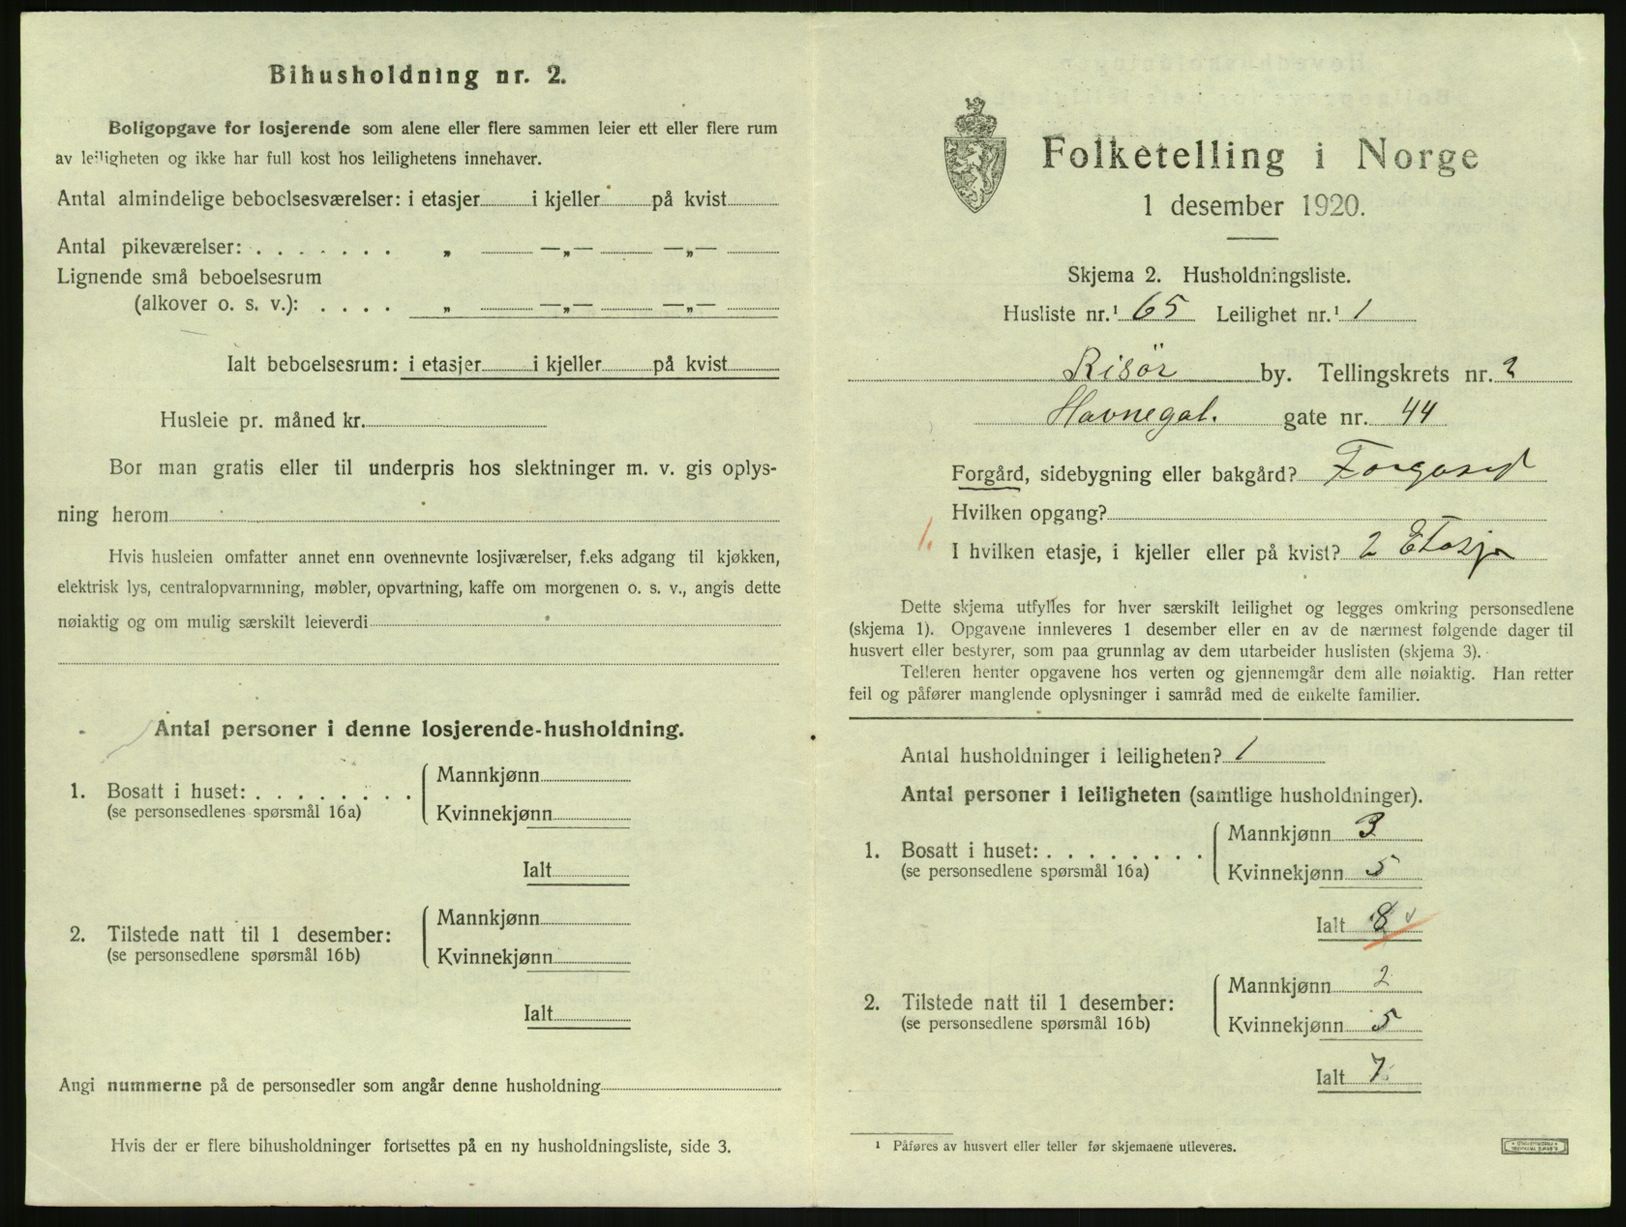 Bihusholdning nr. 2.
Boligopgave for losjerende som alene eller flere sammen leier ett eller flere rum
av leiligheten og ikke har full kost hos leilighetens innehaver.
Antal almindelige beboelsesværelser: i etasjer i kjeller på kvist
Antal pikeværelser: . . . . . . . „ —„— —„—
Lignende små beboelsesrum
(alkover o. s. v.): . . . . „ —„— —„—
Ialt beboelsesrum: i etasjer i kjeller på kvist
Husleie pr. måned kr.
Bor man gratis eller til underpris hos slektninger m. v. gis oplys-
ning herom
Hvis husleien omfatter annet enn ovennevnte losjiværelser, f.eks adgang til kjøkken,
elektrisk lys, centralopvarmning, møbler, opvartning, kaffe om morgenen o. s. v., angis dette
nøiaktig og om mulig særskilt leieverdi
Antal personer i denne losjerende-husholdning.
1. Bosatt i huset: . . . . . . . .
(se personsedlenes spørsmål 16a)
Mannkjønn
Kvinnekjønn
Ialt
2. Tilstede natt til 1 desember:
(se personsedlene spørsmål 16b)
Mannkjønn
Kvinnekjønn
Ialt
Angi nummerne på de personsedler som angår denne husholdning
Hvis der er flere bihusholdninger fortsettes på en ny husholdningsliste, side 3.
Folketelling i Norge
1 desember 1920.
Skjema 2. Husholdningsliste.
Husliste nr.¹ 65 Leilighet nr.¹ 1
Risör by. Tellingskrets nr. 2
Havnegat. gate nr. 44
Forgård, sidebygning eller bakgård? Forgaard
Hvilken opgang?
1.
I hvilken etasje, i kjeller eller på kvist? 2 Etasje
Dette skjema utfylles for hver særskilt leilighet og legges omkring personsedlene
(skjema 1). Opgavene innleveres 1 desember eller en av de nærmest følgende dager til
husvert eller bestyrer, som paa grunnlag av dem utarbeider huslisten (skjema 3).
Telleren henter opgavene hos verten og gjennemgår dem alle nøiaktig. Han retter
feil og påfører manglende oplysninger i samråd med de enkelte familier.
Antal husholdninger i leiligheten? 1
Antal personer i leiligheten (samtlige husholdninger).
1. Bosatt i huset: . . . . . . . .
(se personsedlene spørsmål 16a)
Mannkjønn 3
Kvinnekjønn 5
Ialt 8
2. Tilstede natt til 1 desember:
(se personsedlene spørsmål 16b)
Mannkjønn 2
Kvinnekjønn 5
Ialt 7
¹ Påføres av husvert eller teller før skjemaene utleveres.